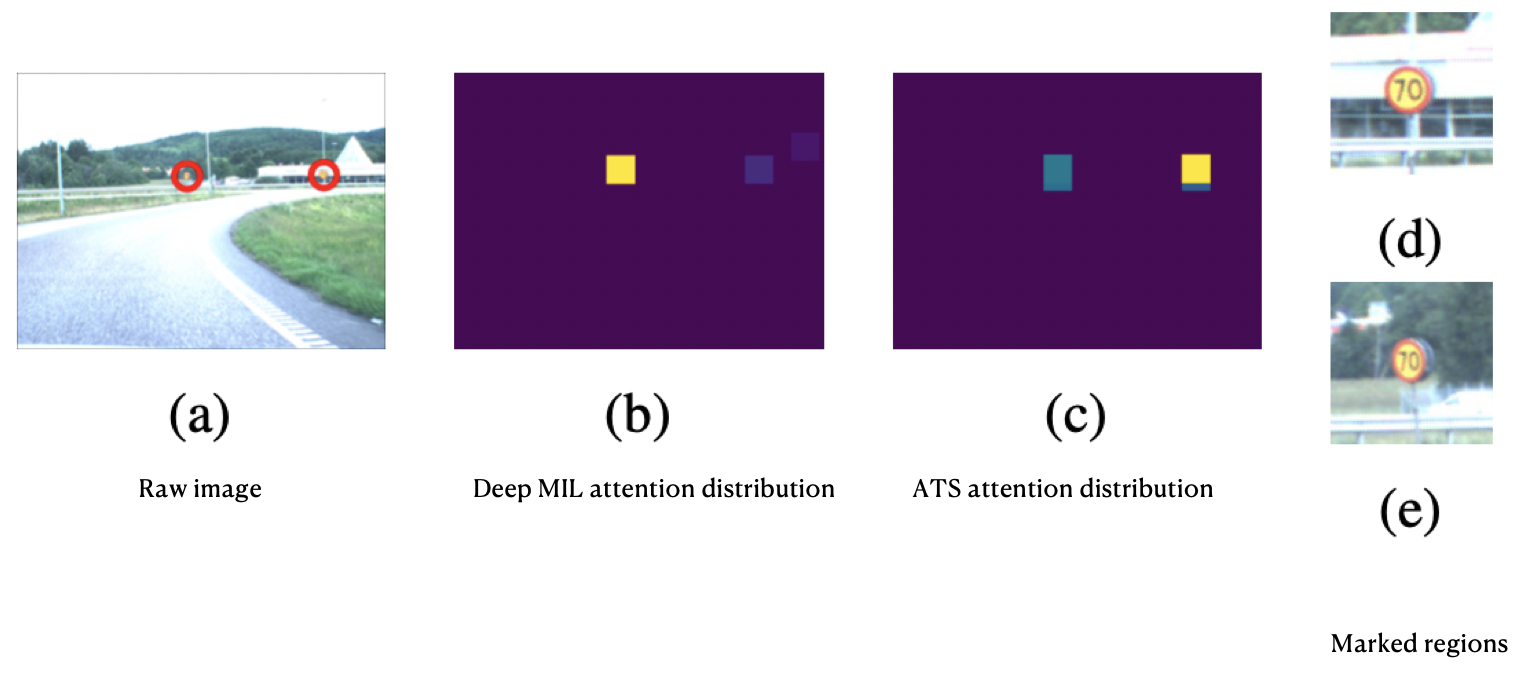 70
(d)
(a)
(b)
(c)
70
Raw image
Deep MIL attention distribution
ATS attention distribution
(e)
Marked regions